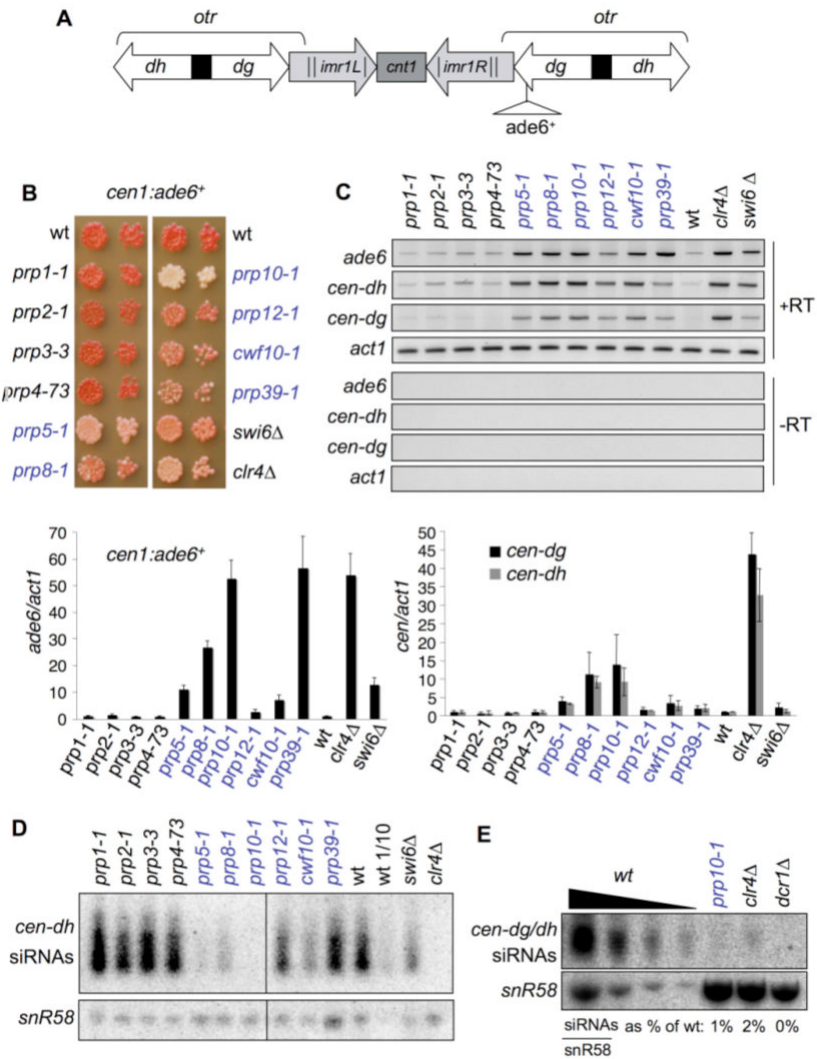 A
otr
otr
dh
dg
imr1L
cnt1
imr1R
dg
dh
ade6+
B
cen1:ade6+
wt
prp1-1
prp2-1
prp3-3
prp4-73
prp5-1
prp8-1
wt
prp10-1
prp12-1
cwf10-1
prp39-1
swi6Δ
clr4Δ
C
prp1-1
prp2-1
prp3-3
prp4-73
prp5-1
prp8-1
prp10-1
prp12-1
cwf10-1
prp39-1
wt
clr4Δ
swi6 Δ
ade6
cen-dh
cen-dg
act1
+RT
ade6
cen-dh
cen-dg
act1
-RT
cen1:ade6+
ade6/act1
70
60
50
40
30
20
10
0
prp1-1
prp2-1
prp3-3
prp4-73
prp5-1
prp8-1
prp10-1
prp12-1
cwf10-1
prp39-1
wt
clr4Δ
swi6Δ
cen-dg
cen-dh
cen/act1
50
45
40
35
30
25
20
15
10
5
0
prp1-1
prp2-1
prp3-3
prp4-73
prp5-1
prp8-1
prp10-1
prp12-1
cwf10-1
prp39-1
wt
clr4Δ
swi6Δ
D
prp1-1
prp2-1
prp3-3
prp4-73
prp5-1
prp8-1
prp10-1
prp12-1
cwf10-1
prp39-1
wt
wt 1/10
swi6Δ
clr4Δ
cen-dh
siRNAs
snR58
E
wt
prp10-1
clr4Δ
dcr1Δ
cen-dg/dh
siRNAs
snR58
siRNAs as % of wt: 1% 2% 0%
snR58